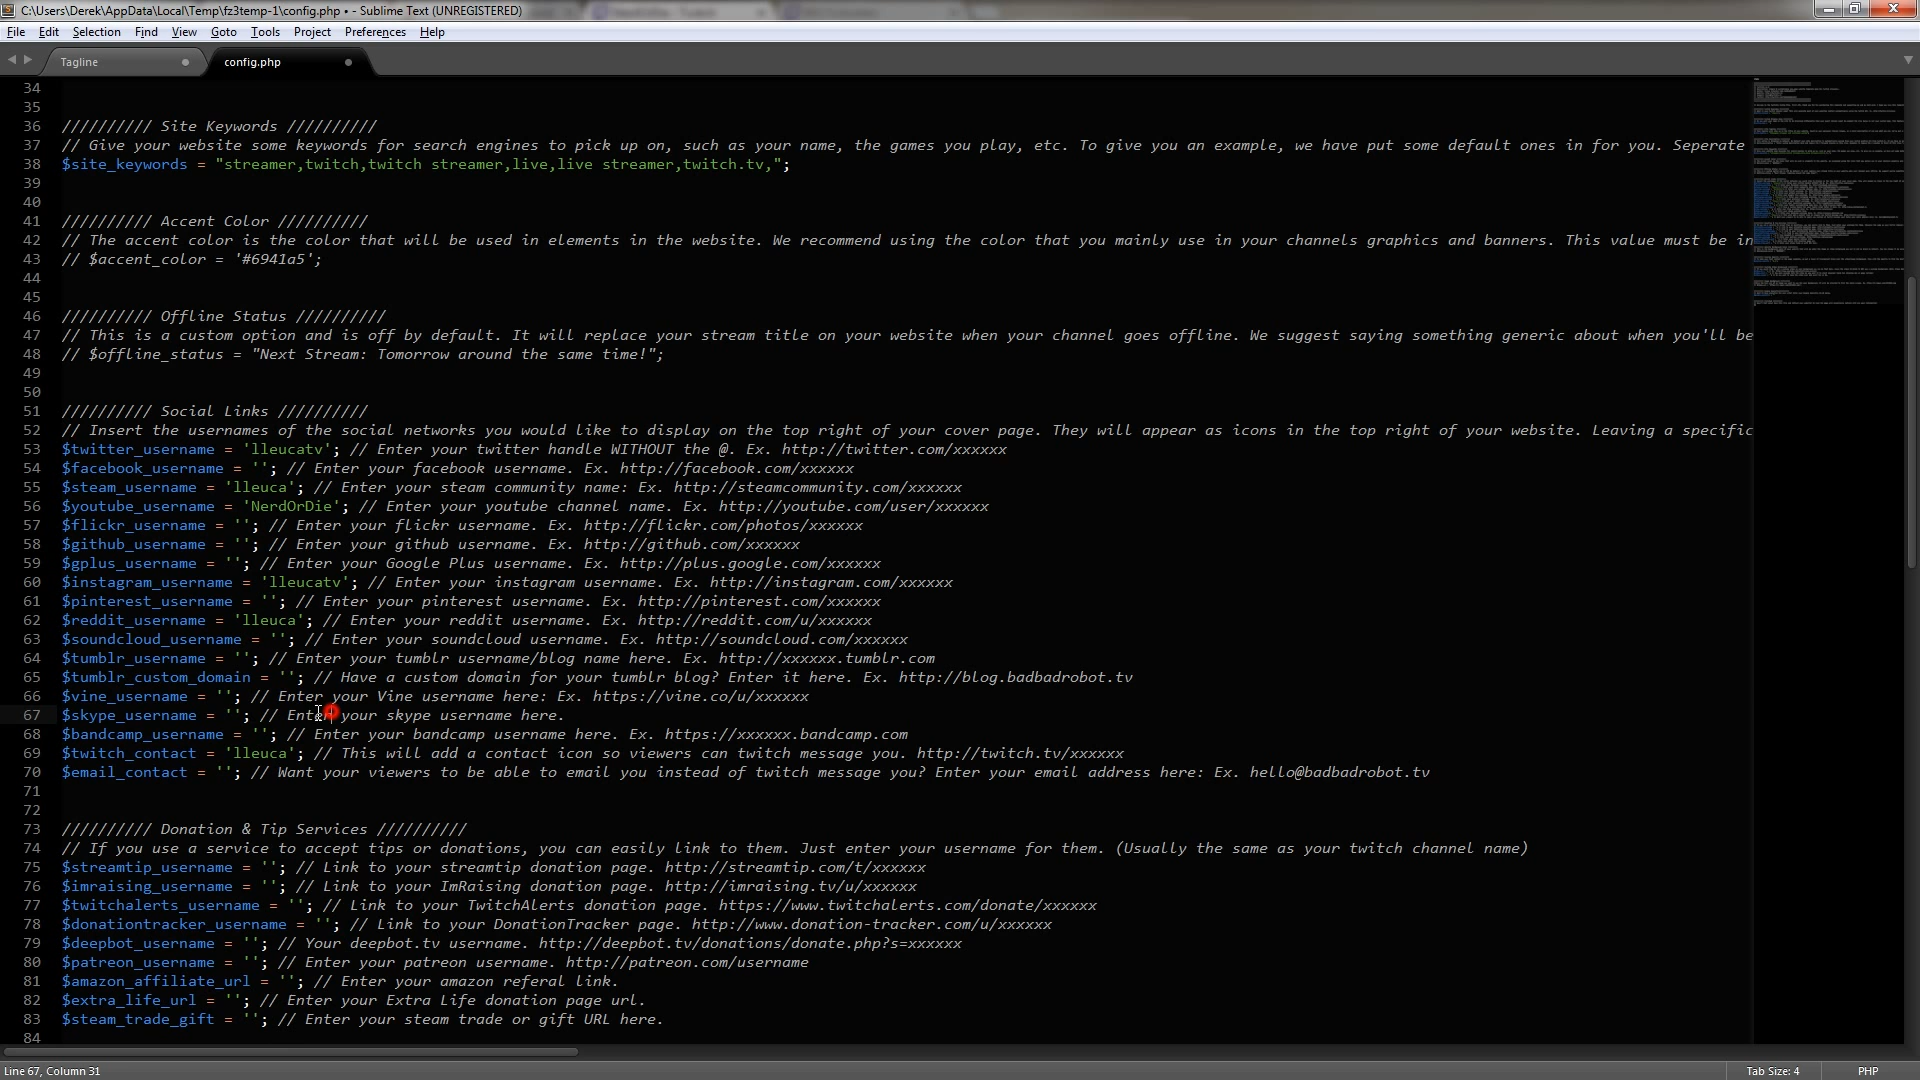 C:\Users\Derek\AppData\Local\Temp\fz3temp-1\config.php • - Sublime Text (UNREGISTERED)
File Edit Selection Find View Goto Tools Project Preferences Help
Tagline config.php
34
35
36 ////////// Site Keywords //////////
37 // Give your website some keywords for search engines to pick up on, such as your name, the games you play, etc. To give you an example, we have put some default ones in for you. Seperate
38 $site_keywords = "streamer,twitch,twitch streamer,live,live streamer,twitch.tv,";
39
40
41 ////////// Accent Color //////////
42 // The accent color is the color that will be used in elements in the website. We recommend using the color that you mainly use in your channels graphics and banners. This value must be in
43 // $accent_color = '#6941a5';
44
45
46 ////////// Offline Status //////////
47 // This is a custom option and is off by default. It will replace your stream title on your website when your channel goes offline. We suggest saying something generic about when you'll be
48 // $offline_status = "Next Stream: Tomorrow around the same time!";
49
50
51 ////////// Social Links //////////
52 // Insert the usernames of the social networks you would like to display on the top right of your cover page. They will appear as icons in the top right of your website. Leaving a specific
53 $twitter_username = 'lleucatv'; // Enter your twitter handle WITHOUT the @. Ex. http://twitter.com/xxxxxx
54 $facebook_username = ''; // Enter your facebook username. Ex. http://facebook.com/xxxxxx
55 $steam_username = 'lleuca'; // Enter your steam community name: Ex. http://steamcommunity.com/xxxxxx
56 $youtube_username = 'NerdOrDie'; // Enter your youtube channel name. Ex. http://youtube.com/user/xxxxxx
57 $flickr_username = ''; // Enter your flickr username. Ex. http://flickr.com/photos/xxxxxx
58 $github_username = ''; // Enter your github username. Ex. http://github.com/xxxxxx
59 $gplus_username = ''; // Enter your Google Plus username. Ex. http://plus.google.com/xxxxxx
60 $instagram_username = 'lleucatv'; // Enter your instagram username. Ex. http://instagram.com/xxxxxx
61 $pinterest_username = ''; // Enter your pinterest username. Ex. http://pinterest.com/xxxxxx
62 $reddit_username = 'lleuca'; // Enter your reddit username. Ex. http://reddit.com/u/xxxxxx
63 $soundcloud_username = ''; // Enter your soundcloud username. Ex. http://soundcloud.com/xxxxxx
64 $tumblr_username = ''; // Enter your tumblr username/blog name here. Ex. http://xxxxxx.tumblr.com
65 $tumblr_custom_domain = ''; // Have a custom domain for your tumblr blog? Enter it here. Ex. http://blog.badbadrobot.tv
66 $vine_username = ''; // Enter your Vine username here: Ex. https://vine.co/u/xxxxxx
67 $skype_username = ''; // Enter your skype username here.
68 $bandcamp_username = ''; // Enter your bandcamp username here. Ex. https://xxxxxx.bandcamp.com
69 $twitch_contact = 'lleuca'; // This will add a contact icon so viewers can twitch message you. http://twitch.tv/xxxxxx
70 $email_contact = ''; // Want your viewers to be able to email you instead of twitch message you? Enter your email address here: Ex. hello@badbadrobot.tv
71
72
73 ////////// Donation & Tip Services //////////
74 // If you use a service to accept tips or donations, you can easily link to them. Just enter your username for them. (Usually the same as your twitch channel name)
75 $streamtip_username = ''; // Link to your streamtip donation page. http://streamtip.com/t/xxxxxx
76 $imraising_username = ''; // Link to your ImRaising donation page. http://imraising.tv/u/xxxxxx
77 $twitchalerts_username = ''; // Link to your TwitchAlerts donation page. https://www.twitchalerts.com/donate/xxxxxx
78 $donationtracker_username = ''; // Link to your DonationTracker page. http://www.donation-tracker.com/u/xxxxxx
79 $deepbot_username = ''; // Your deepbot.tv username. http://deepbot.tv/donations/donate.php?s=xxxxxx
80 $patreon_username = ''; // Enter your patreon username. http://patreon.com/username
81 $amazon_affiliate_url = ''; // Enter your amazon referal link.
82 $extra_life_url = ''; // Enter your Extra Life donation page url.
83 $steam_trade_gift = ''; // Enter your steam trade or gift URL here.
84
Line 67, Column 31 Tab Size: 4 PHP